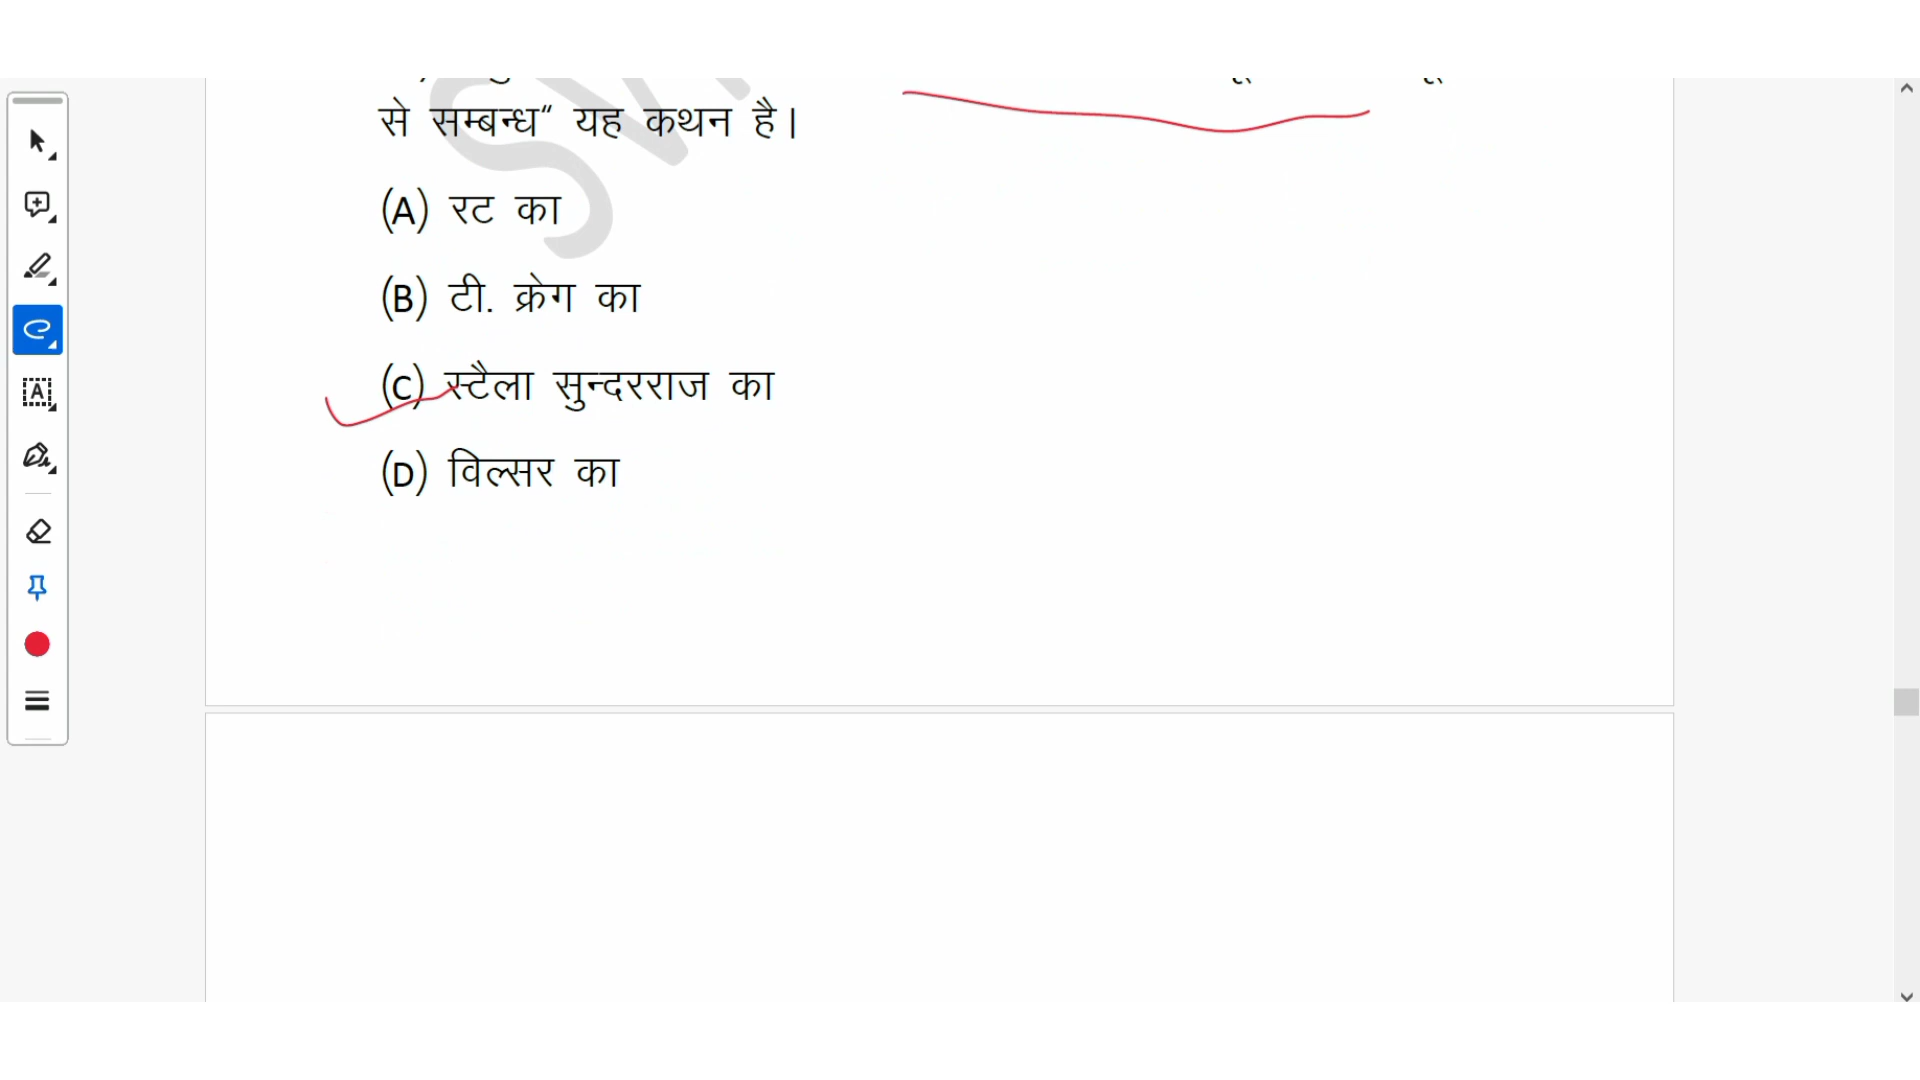 से सम्बन्ध“ यह कथन है।
(A) रट का
(B) टी. क्रेग का
(C) स्टैला सुन्दरराज का
(D) विल्सर का